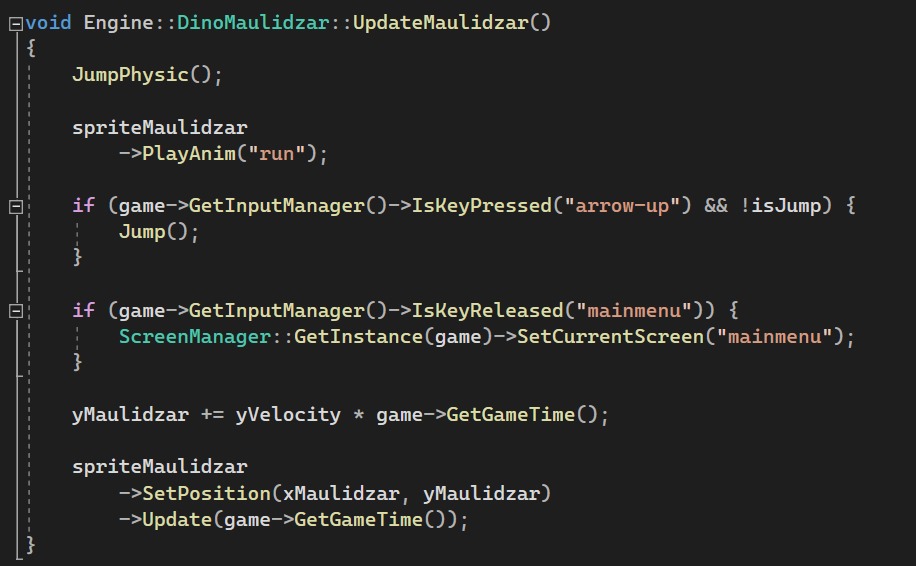 void Engine::DinoMaulidzar::UpdateMaulidzar()
{
    JumpPhysic();

    spriteMaulidzar
        ->PlayAnim("run");

    if (game->GetInputManager()->IsKeyPressed("arrow-up") && !isJump) {
        Jump();
    }

    if (game->GetInputManager()->IsKeyReleased("mainmenu")) {
        ScreenManager::GetInstance(game)->SetCurrentScreen("mainmenu");
    }

    yMaulidzar += yVelocity * game->GetGameTime();

    spriteMaulidzar
        ->SetPosition(xMaulidzar, yMaulidzar)
        ->Update(game->GetGameTime());
}